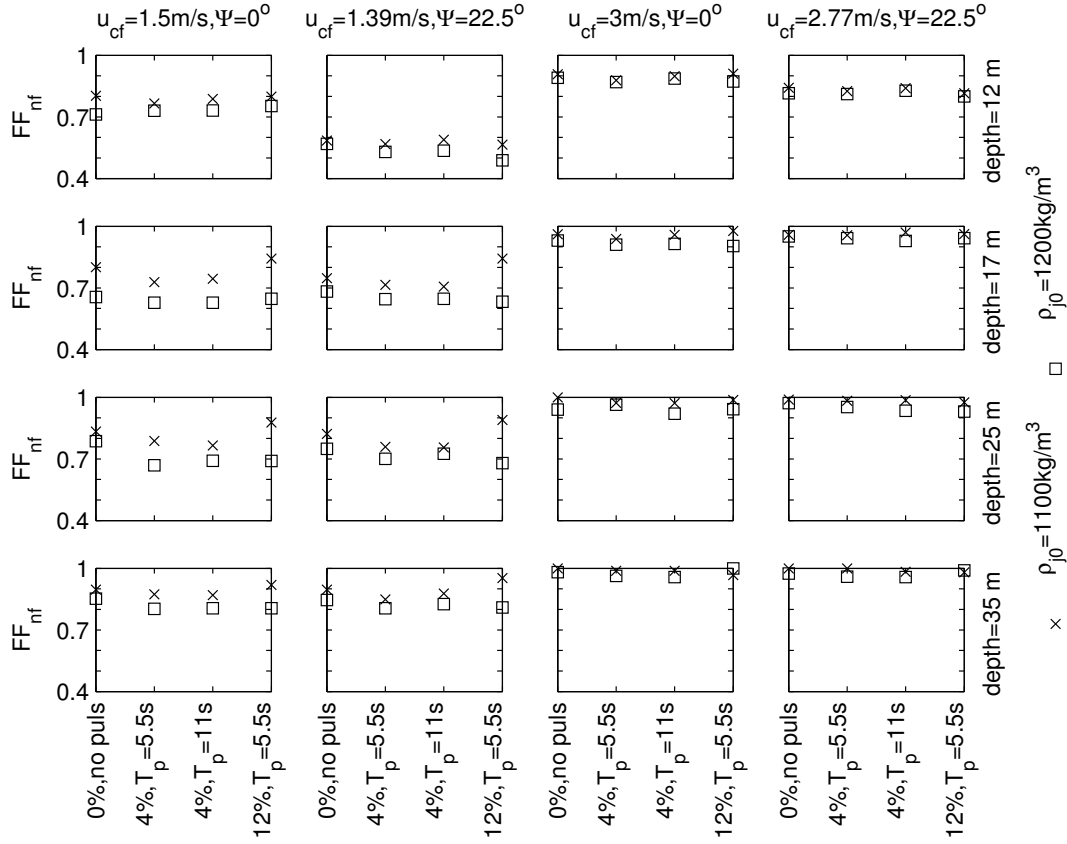 u_cf=1.5m/s,Ψ=0° u_cf=1.39m/s,Ψ=22.5° u_cf=3m/s,Ψ=0° u_cf=2.77m/s,Ψ=22.5°
1
0.7
0.4
FF_nf
depth=12 m
1
0.7
0.4
FF_nf
depth=17 m
1
0.7
0.4
FF_nf
depth=25 m
1
0.7
0.4
FF_nf
depth=35 m
0%,no puls
4%,T_p=5.5s
4%,T_p=11s
12%,T_p=5.5s
0%,no puls
4%,T_p=5.5s
4%,T_p=11s
12%,T_p=5.5s
0%,no puls
4%,T_p=5.5s
4%,T_p=11s
12%,T_p=5.5s
0%,no puls
4%,T_p=5.5s
4%,T_p=11s
12%,T_p=5.5s
× ρ_j0=1100kg/m³ □ ρ_j0=1200kg/m³